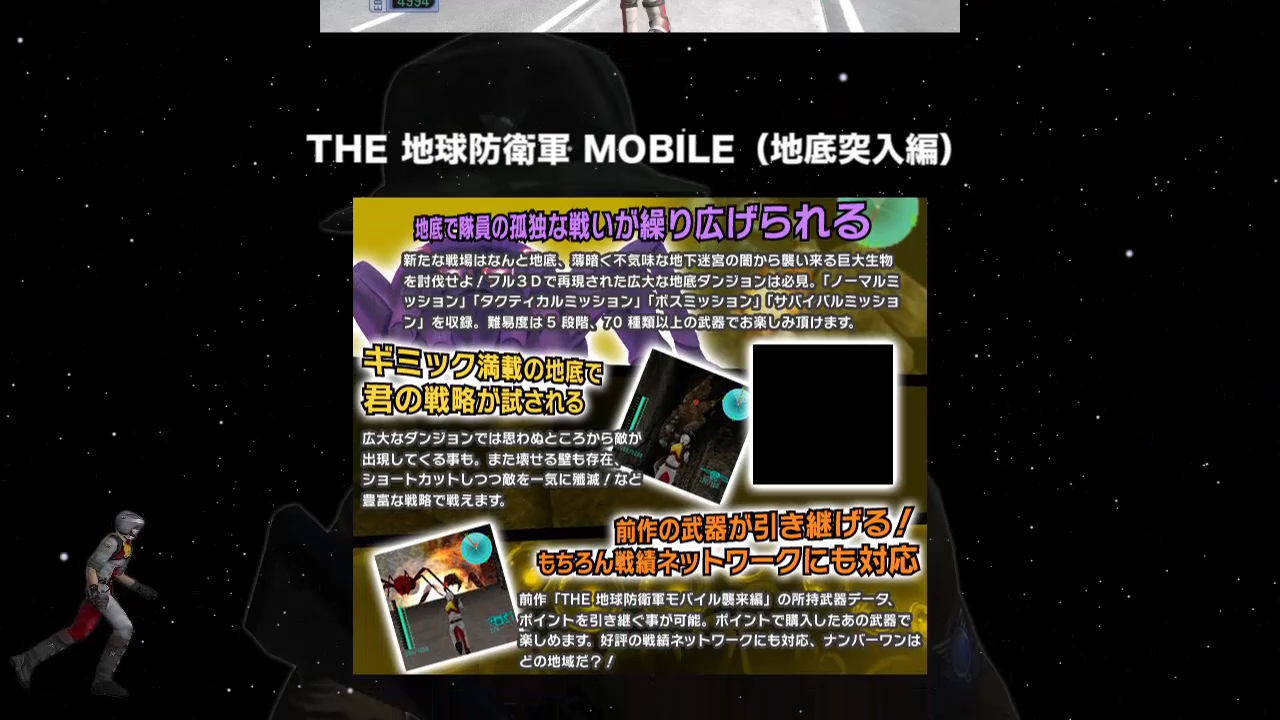 4994
THE 地球防衛軍 MOBILE（地底突入編）
地底で隊員の孤独な戦いが繰り広げられる
新たな戦場はなんと地底、薄暗く不気味な地下迷宮の闇から襲い来る巨大生物
を討伐せよ！フル３Ｄで再現された広大な地底ダンジョンは必見。「ノーマルミ
ッション」「タクティカルミッション」「ボスミッション」「サバイバルミッショ
ン」を収録。難易度は 5 段階、70 種類以上の武器でお楽しみ頂けます。
ギミック満載の地底で
君の戦略が試される
広大なダンジョンでは思わぬところから敵が
出現してくる事も。また壊せる壁も存在、
ショートカットしつつ敵を一気に殲滅！など
豊富な戦略で戦えます。
前作の武器が引き継げる！
もちろん戦績ネットワークにも対応
前作「THE 地球防衛軍モバイル襲来編」の所持武器データ、
ポイントを引き継ぐ事が可能。ポイントで購入したあの武器で
楽しめます。好評の戦績ネットワークにも対応、ナンバーワンは
どの地域だ？！